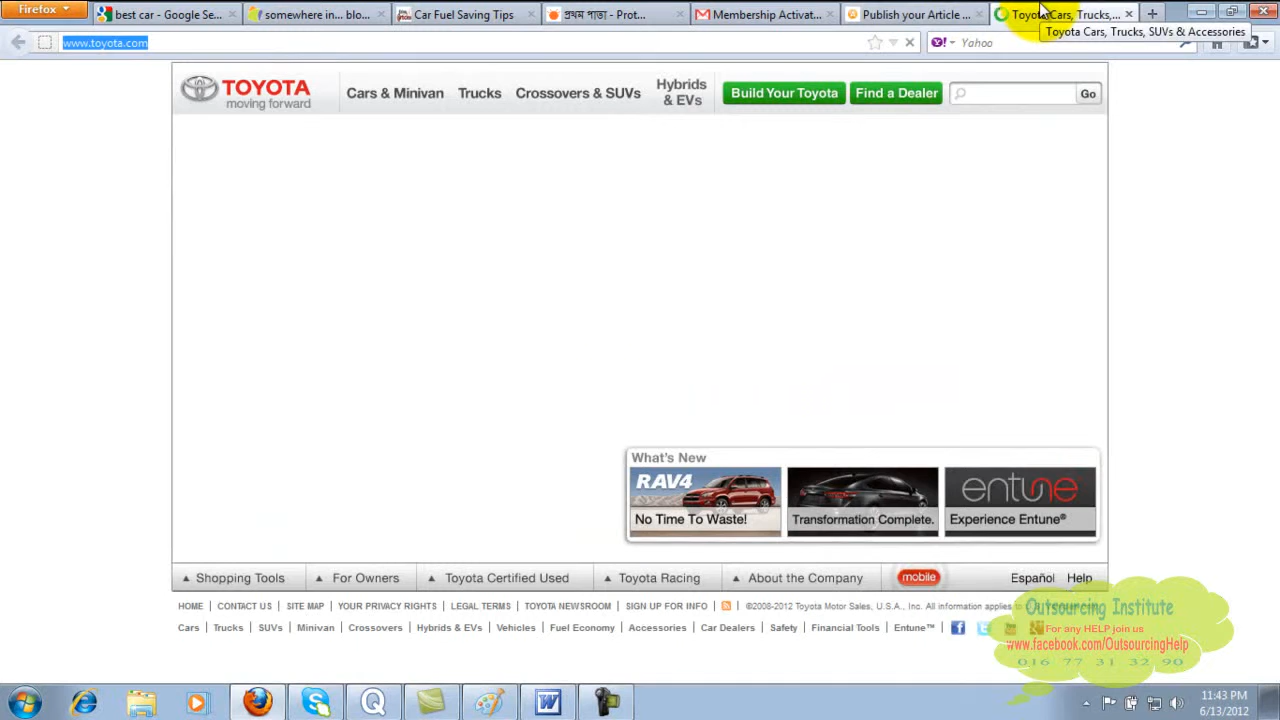 Firefox
best car - Google Se...
somewhere in... blo...
Car Fuel Saving Tips
প্রথম পাতা - Prot...
Membership Activat...
Publish your Article ...
Toyota Cars, Trucks,...
Toyota Cars, Trucks, SUVs & Accessories
www.toyota.com
Yahoo
TOYOTA
moving forward
Cars & Minivan
Trucks
Crossovers & SUVs
Hybrids
& EVs
Build Your Toyota
Find a Dealer
Go
What's New
RAV4
No Time To Waste!
Transformation Complete.
entune
Experience Entune®
Shopping Tools
For Owners
Toyota Certified Used
Toyota Racing
About the Company
mobile
Español
Help
HOME | CONTACT US | SITE MAP | YOUR PRIVACY RIGHTS | LEGAL TERMS | TOYOTA NEWSROOM | SIGN UP FOR INFO | ©2008-2012 Toyota Motor Sales, U.S.A., Inc. All information applies to
Cars | Trucks | SUVs | Minivan | Crossovers | Hybrids & EVs | Vehicles | Fuel Economy | Accessories | Car Dealers | Safety | Financial Tools | Entune™ |
Outsourcing Institute
For any HELP join us
www.facebook.com/OutsourcingHelp
016 77 31 32 90
11:43 PM
6/13/2012